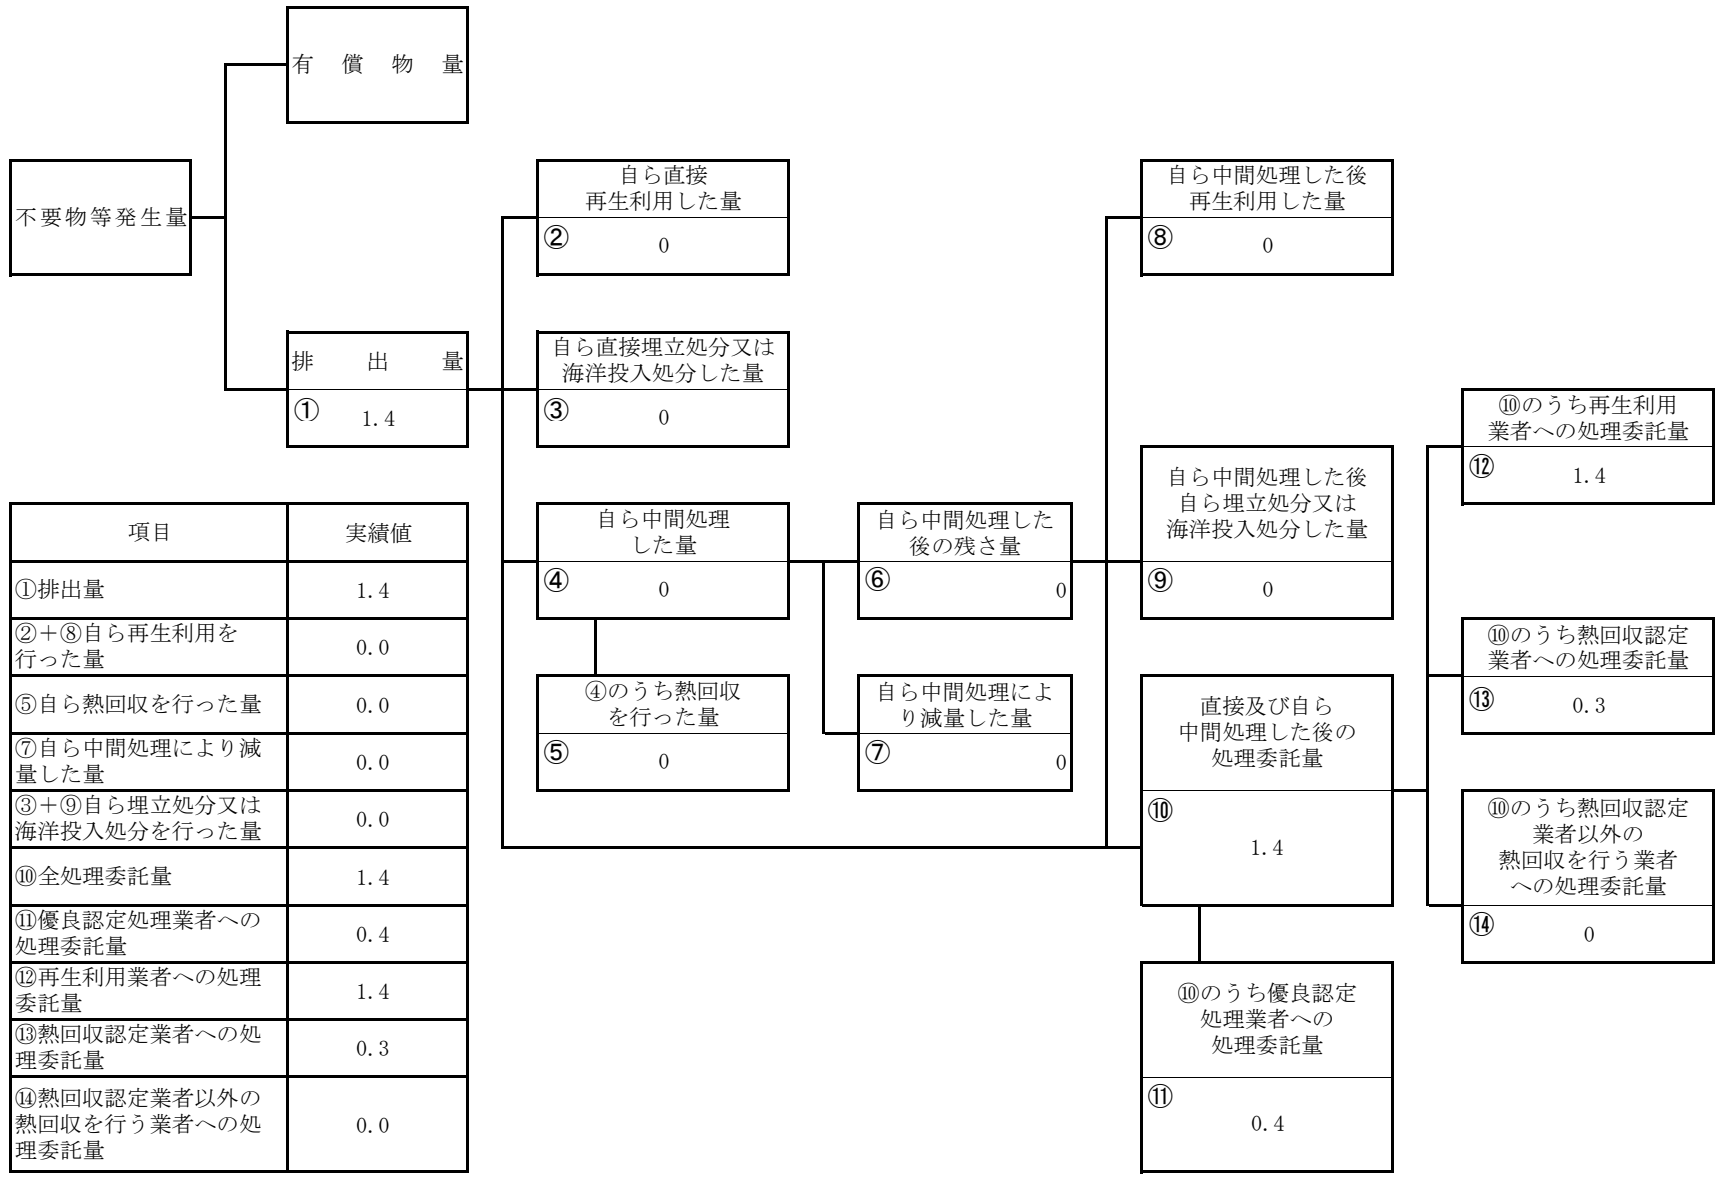 有償物量
不要物等発生量
排出量
①
1.4
自ら直接
再生利用した量
②
0
自ら直接埋立処分又は
海洋投入処分した量
③
0
自ら中間処理
した量
④
0
④のうち熱回収
を行った量
⑤
0
自ら中間処理した
後の残さ量
⑥
0
自ら中間処理によ
り減量した量
⑦
0
自ら中間処理した後
再生利用した量
⑧
0
自ら中間処理した後
自ら埋立処分又は
海洋投入処分した量
⑨
0
直接及び自ら
中間処理した後の
処理委託量
⑩
1.4
⑩のうち優良認定
処理業者への
処理委託量
⑪
0.4
⑩のうち再生利用
業者への処理委託量
⑫
1.4
⑩のうち熱回収認定
業者への処理委託量
⑬
0.3
⑩のうち熱回収認定
業者以外の
熱回収を行う業者
への処理委託量
⑭
0
項目 実績値
①排出量 1.4
②+⑧自ら再生利用を
行った量 0.0
⑤自ら熱回収を行った量 0.0
⑦自ら中間処理により減
量した量 0.0
③+⑨自ら埋立処分又は
海洋投入処分を行った量 0.0
⑩全処理委託量 1.4
⑪優良認定処理業者への
処理委託量 0.4
⑫再生利用業者への処理
委託量 1.4
⑬熱回収認定業者への処
理委託量 0.3
⑭熱回収認定業者以外の
熱回収を行う業者への処
理委託量 0.0